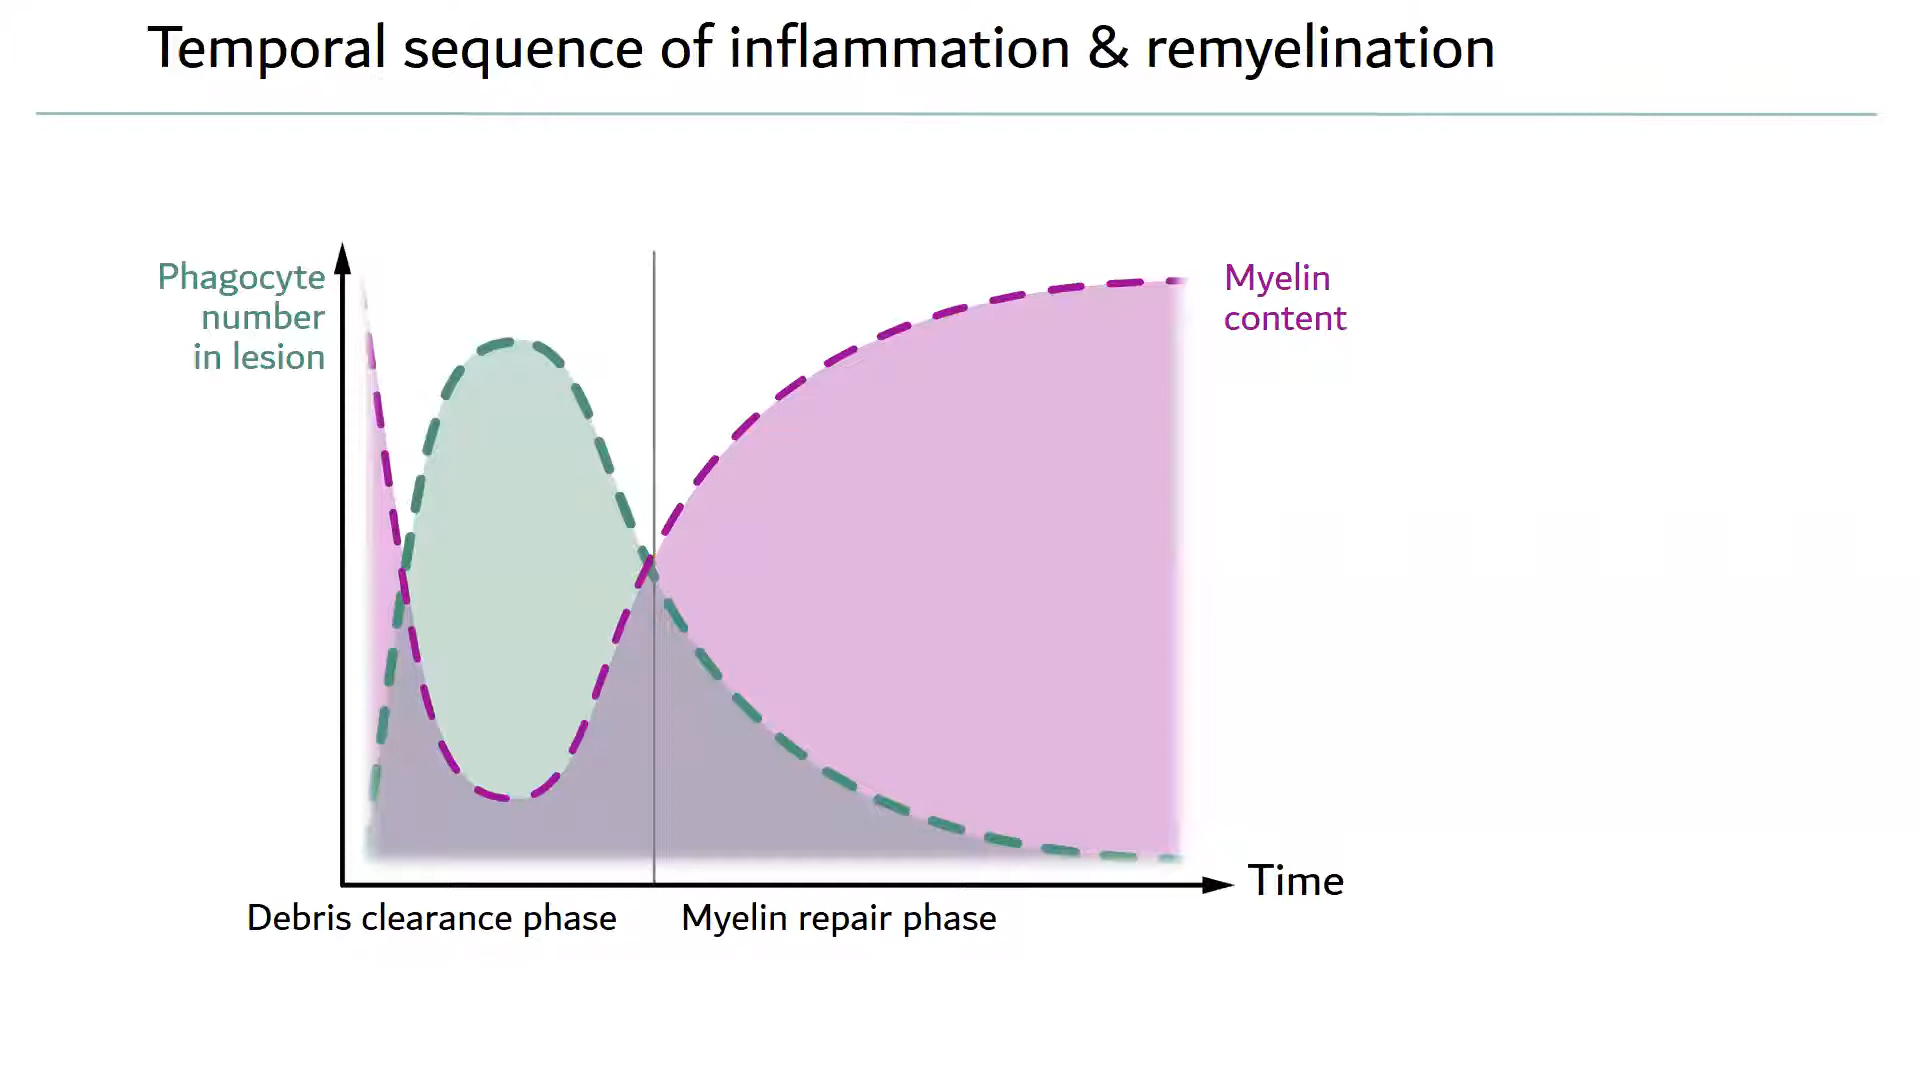 Temporal sequence of inflammation & remyelination
Phagocyte
number
in lesion
Myelin
content
Time
Debris clearance phase
Myelin repair phase